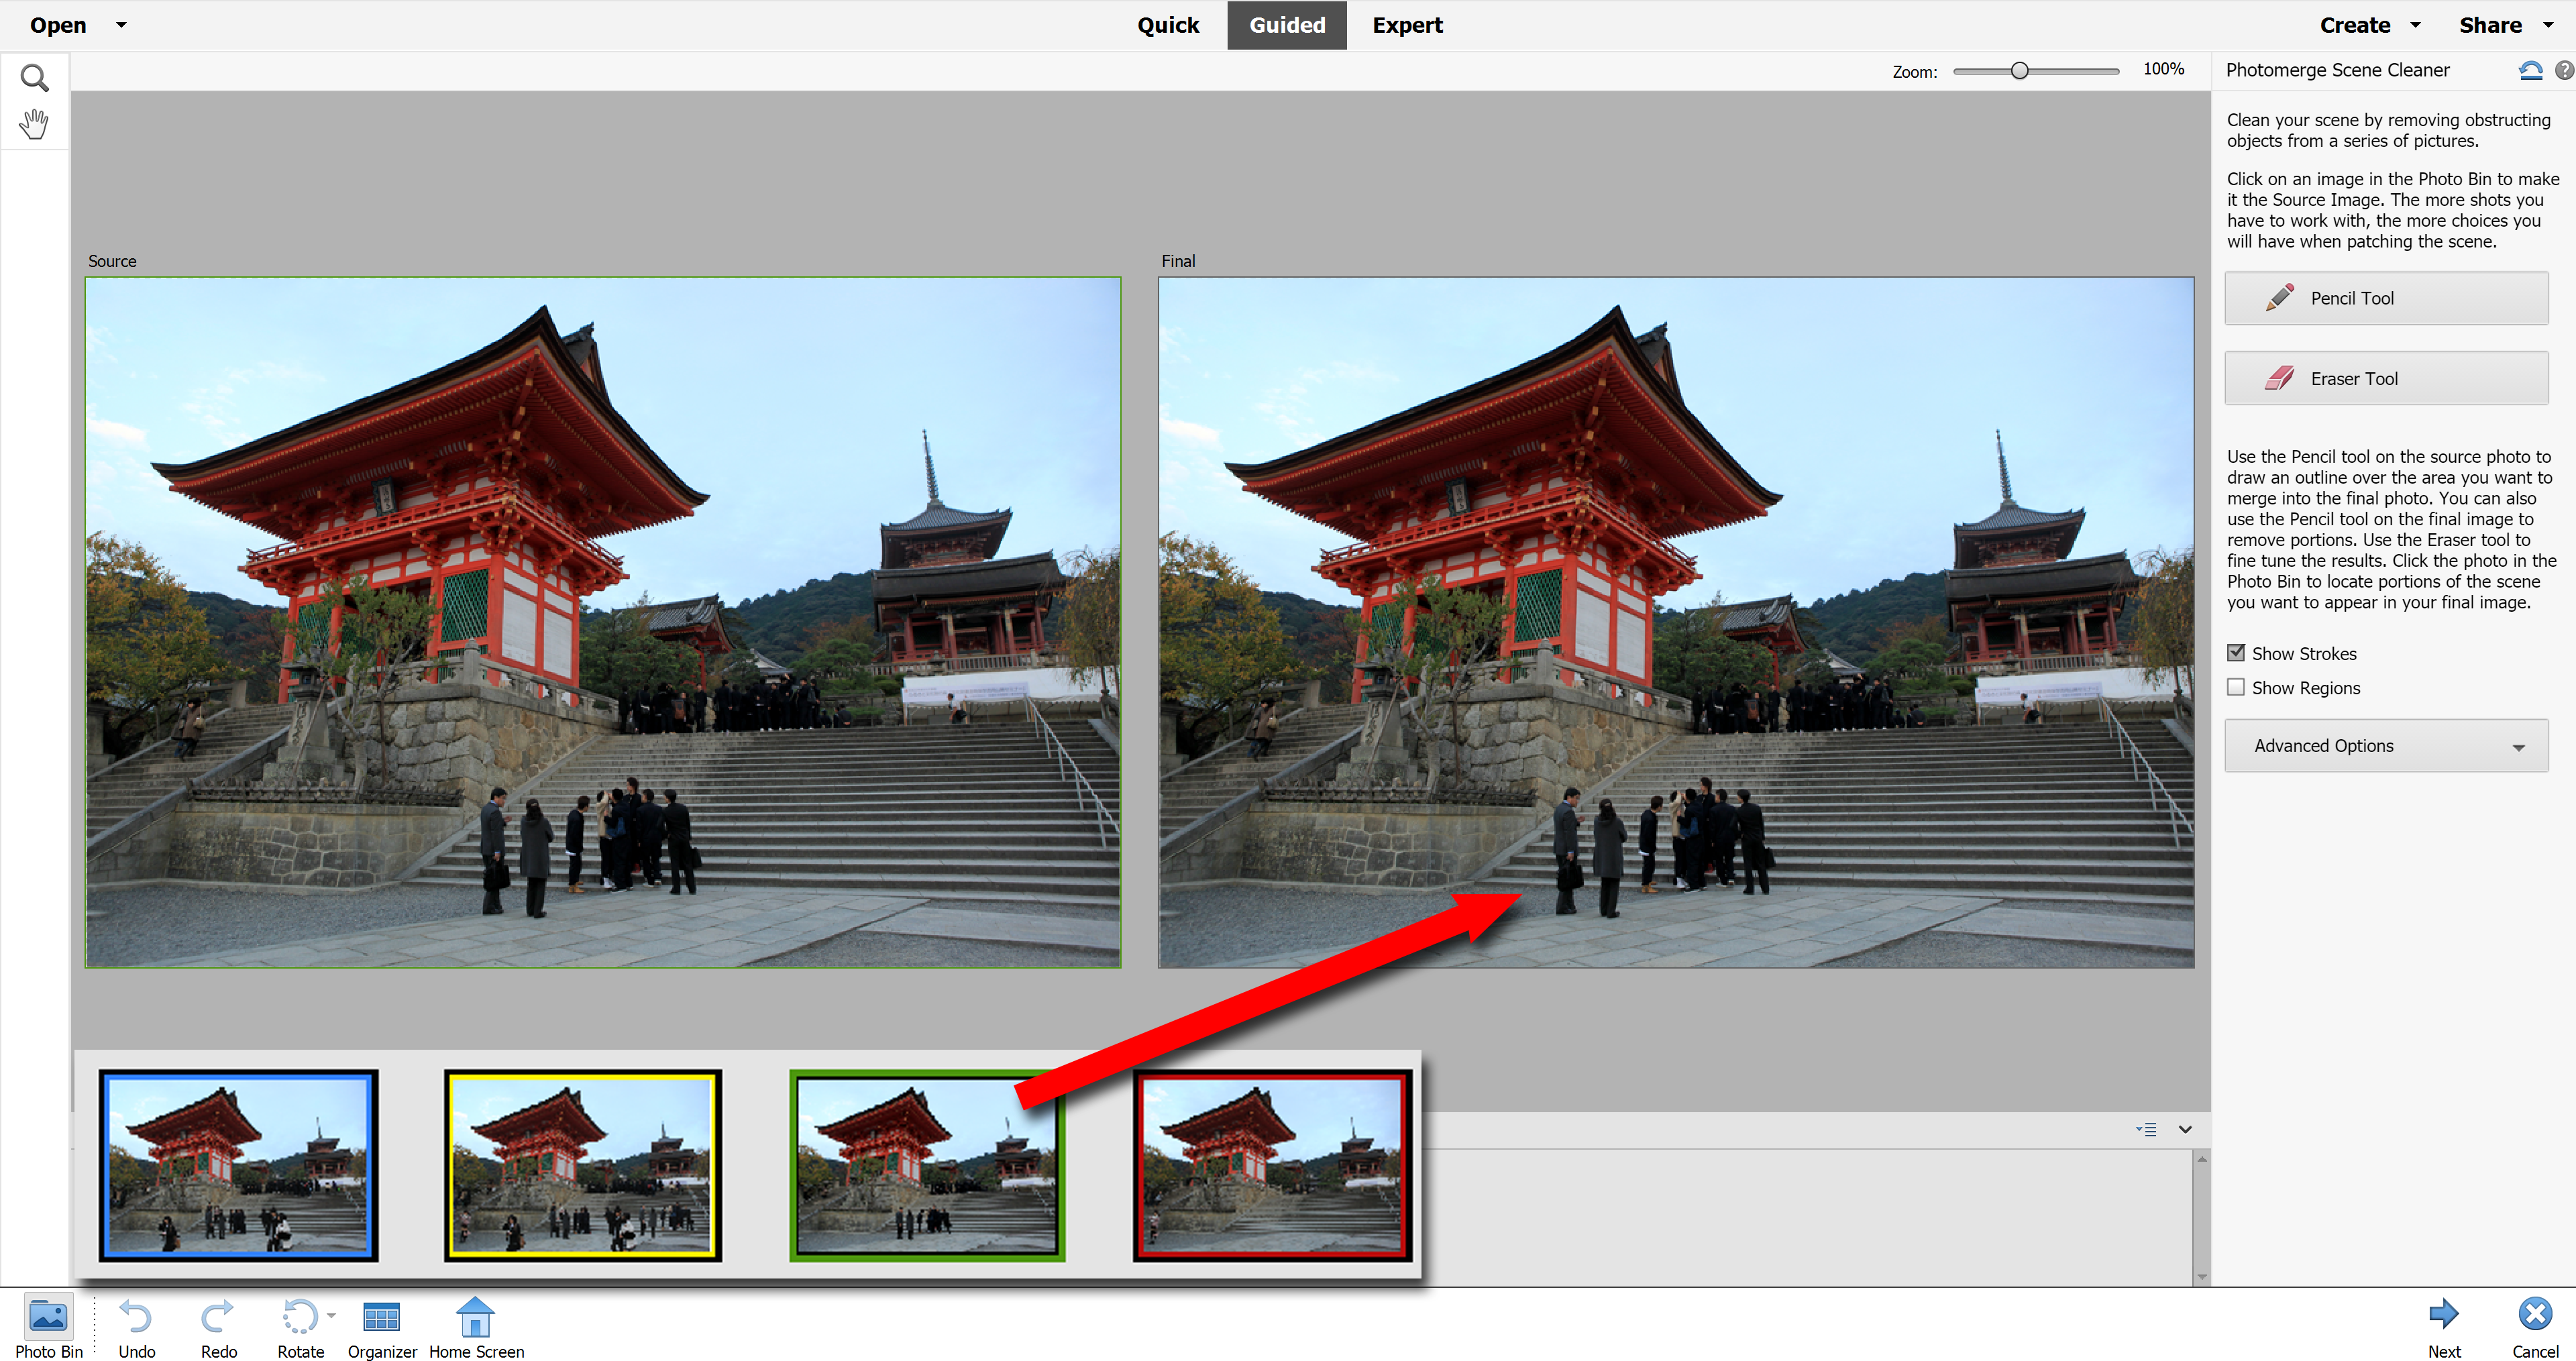 Open
Quick
Guided
Expert
Create
Share
Zoom:
100%
Photomerge Scene Cleaner
Clean your scene by removing obstructing
objects from a series of pictures.
Click on an image in the Photo Bin to make
it the Source Image. The more shots you
have to work with, the more choices you
will have when patching the scene.
Source
Final
Pencil Tool
Eraser Tool
Use the Pencil tool on the source photo to
draw an outline over the area you want to
merge into the final photo. You can also
use the Pencil tool on the final image to
remove portions. Use the Eraser tool to
fine tune the results. Click the photo in the
Photo Bin to locate portions of the scene
you want to appear in your final image.
Show Strokes
Show Regions
Advanced Options
Photo Bin
Undo
Redo
Rotate
Organizer
Home Screen
Next
Cancel